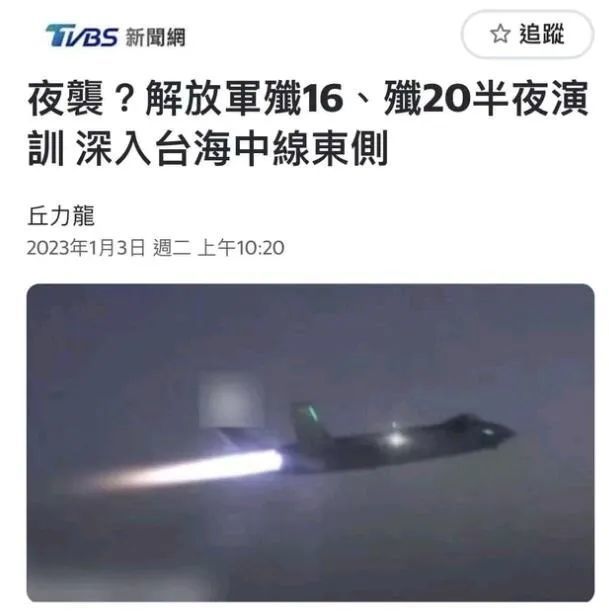 TVBS 新聞網
☆ 追蹤
夜襲？解放軍殲16、殲20半夜演
訓 深入台海中線東側
丘力龍
2023年1月3日 週二 上午10:20